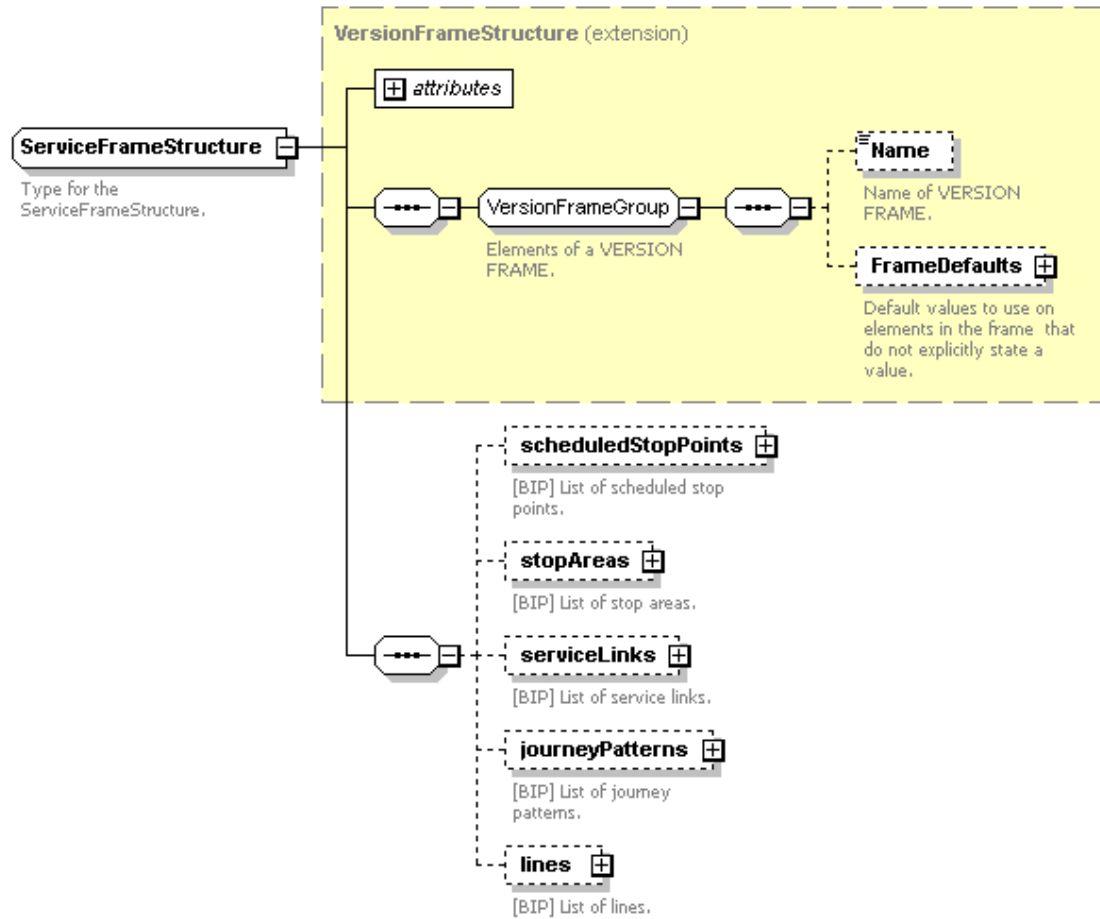 VersionFrameStructure (extension)
attributes
ServiceFrameStructure
Type for the
ServiceFrameStructure.
VersionFrameGroup
Elements of a VERSION
FRAME.
Name
Name of VERSION
FRAME.
FrameDefaults
Default values to use on
elements in the frame that
do not explicitly state a
value.
scheduledStopPoints
[BIP] List of scheduled stop
points.
stopAreas
[BIP] List of stop areas.
serviceLinks
[BIP] List of service links.
journeyPatterns
[BIP] List of journey
patterns.
lines
[BIP] List of lines.